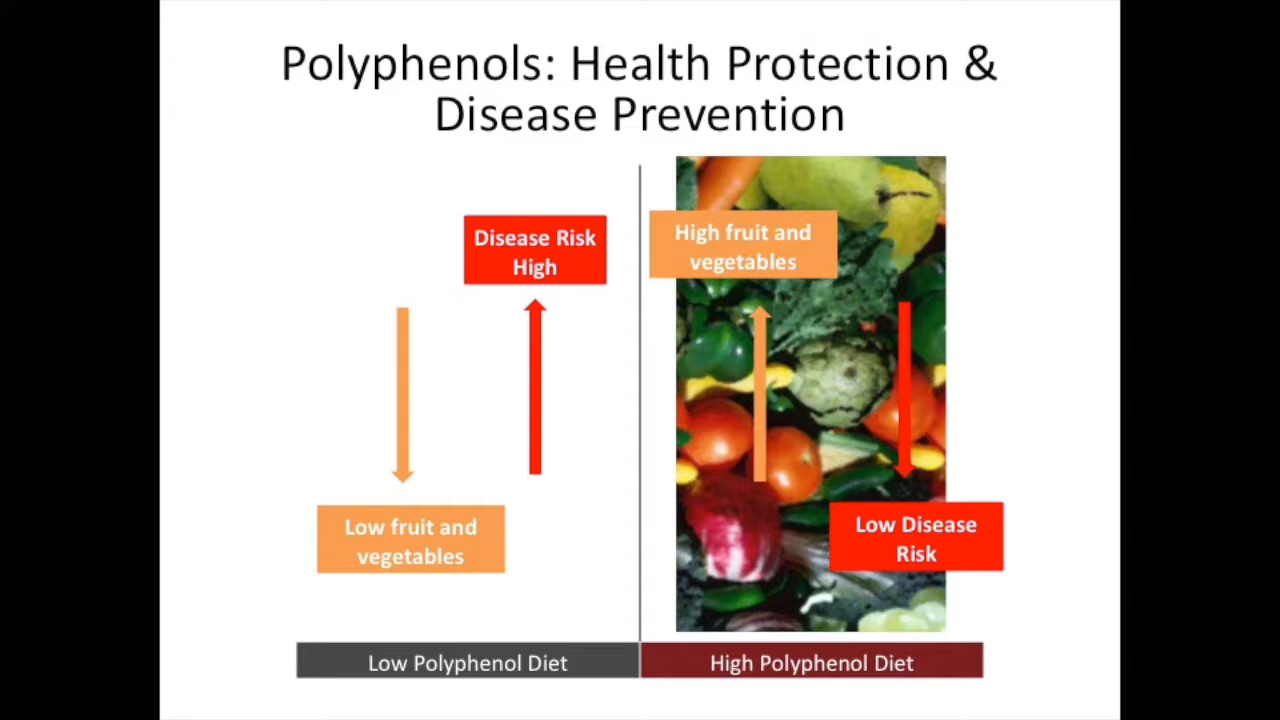 Polyphenols: Health Protection &
Disease Prevention
Disease Risk
High
Low fruit and
vegetables
High fruit and
vegetables
Low Disease
Risk
Low Polyphenol Diet
High Polyphenol Diet